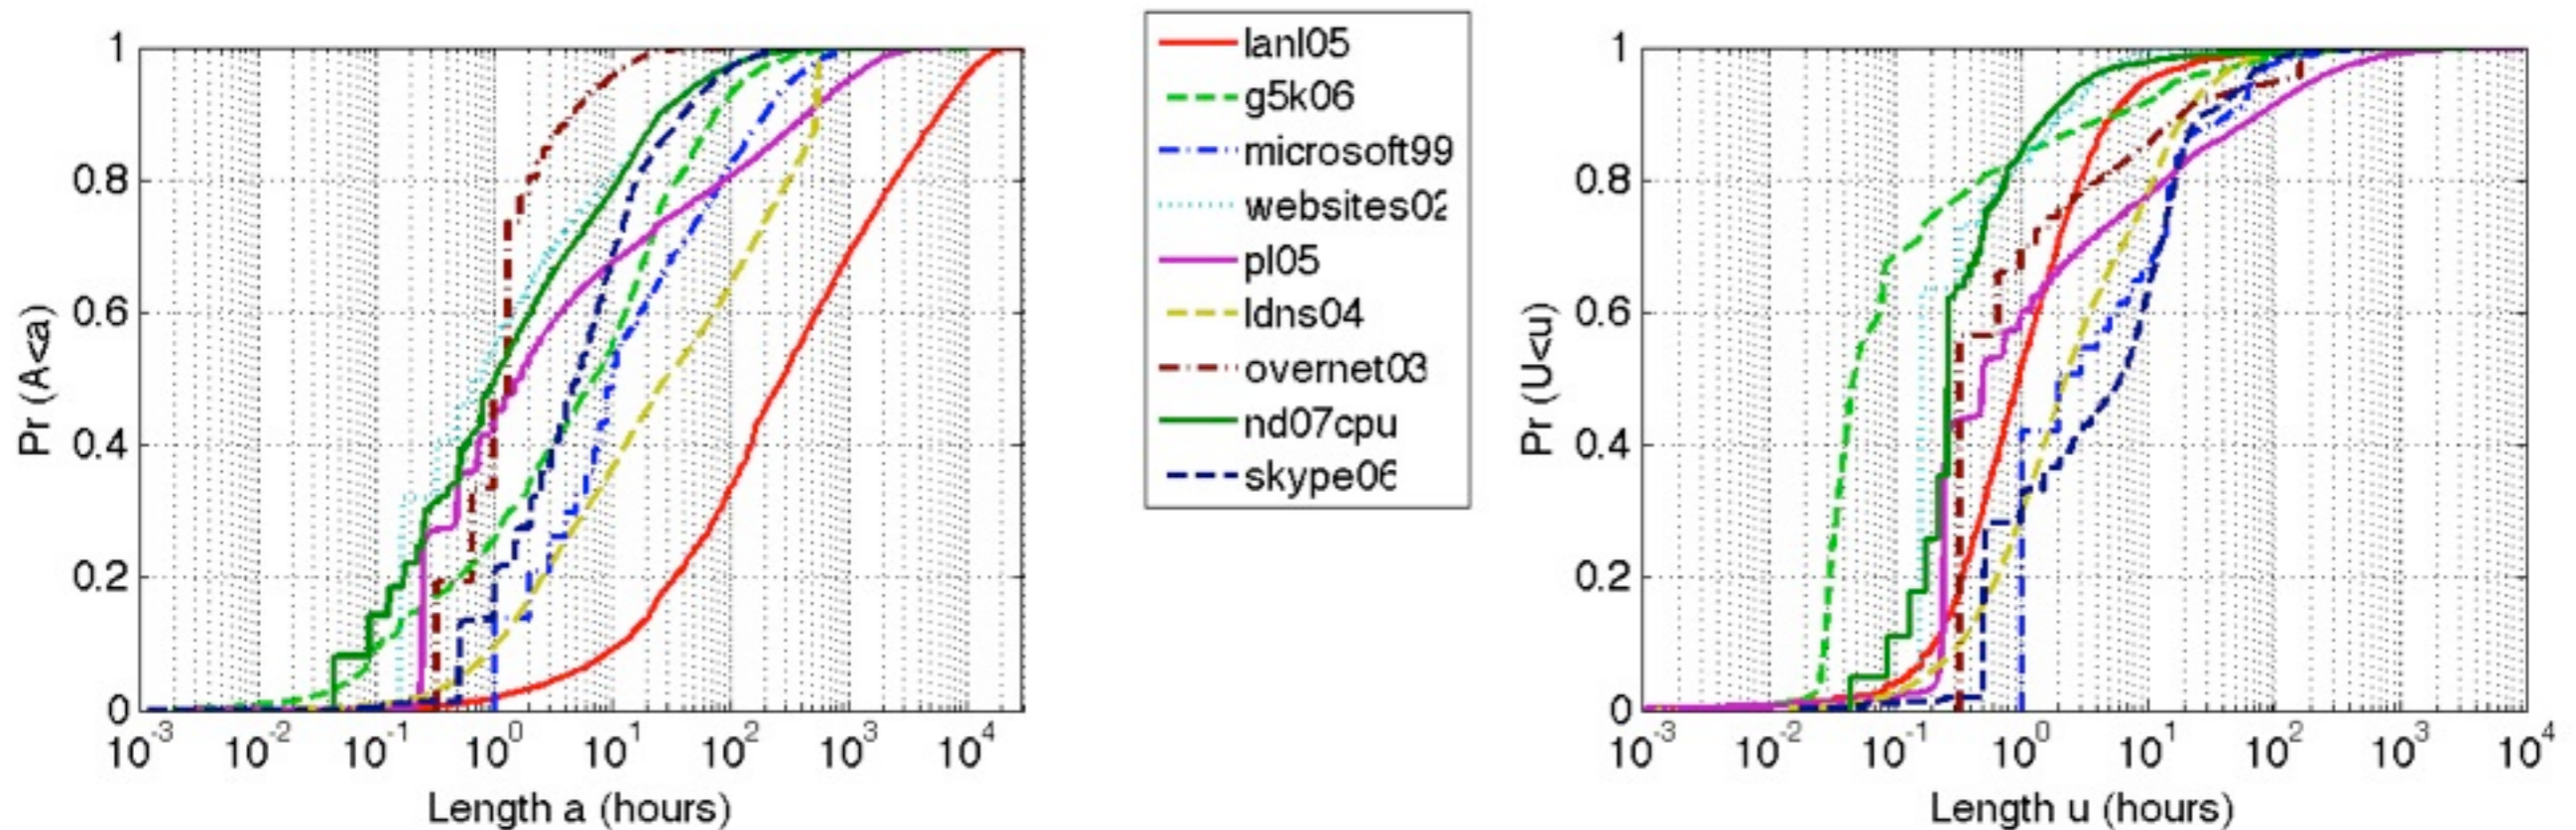 1
0.8
0.6
0.4
0.2
0
Pr (A<a)
10^-3 10^-2 10^-1 10^0 10^1 10^2 10^3 10^4
Length a (hours)
lanl05
g5k06
microsoft99
websites02
pl05
ldns04
overnet03
nd07cpu
skype06
1
0.8
0.6
0.4
0.2
0
Pr (U<u)
10^-3 10^-2 10^-1 10^0 10^1 10^2 10^3 10^4
Length u (hours)